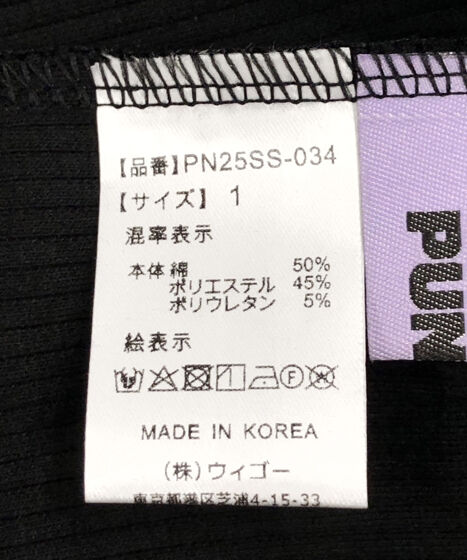 【品番】PN25SS-034
【サイズ】1
混率表示
本体 綿 50%
ポリエステル 45%
ポリウレタン 5%
絵表示
MADE IN KOREA
(株)ウィゴー
東京都港区芝浦4-15-33
PUN